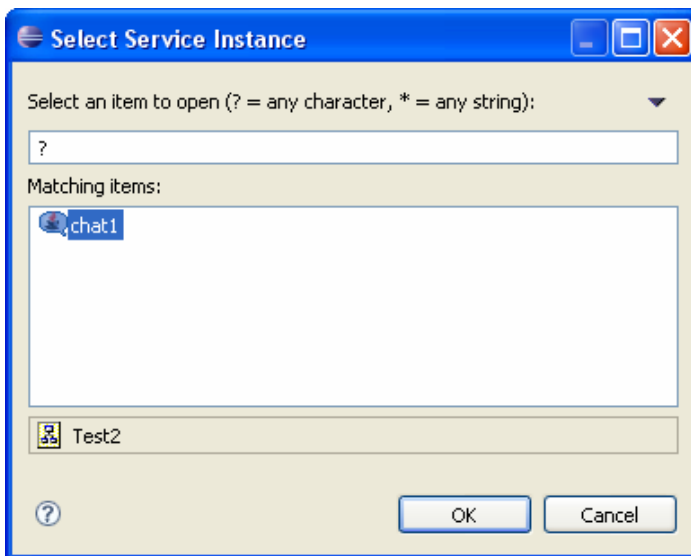 Select Service Instance
Select an item to open (? = any character, * = any string):
?
Matching items:
chat1
Test2
OK Cancel